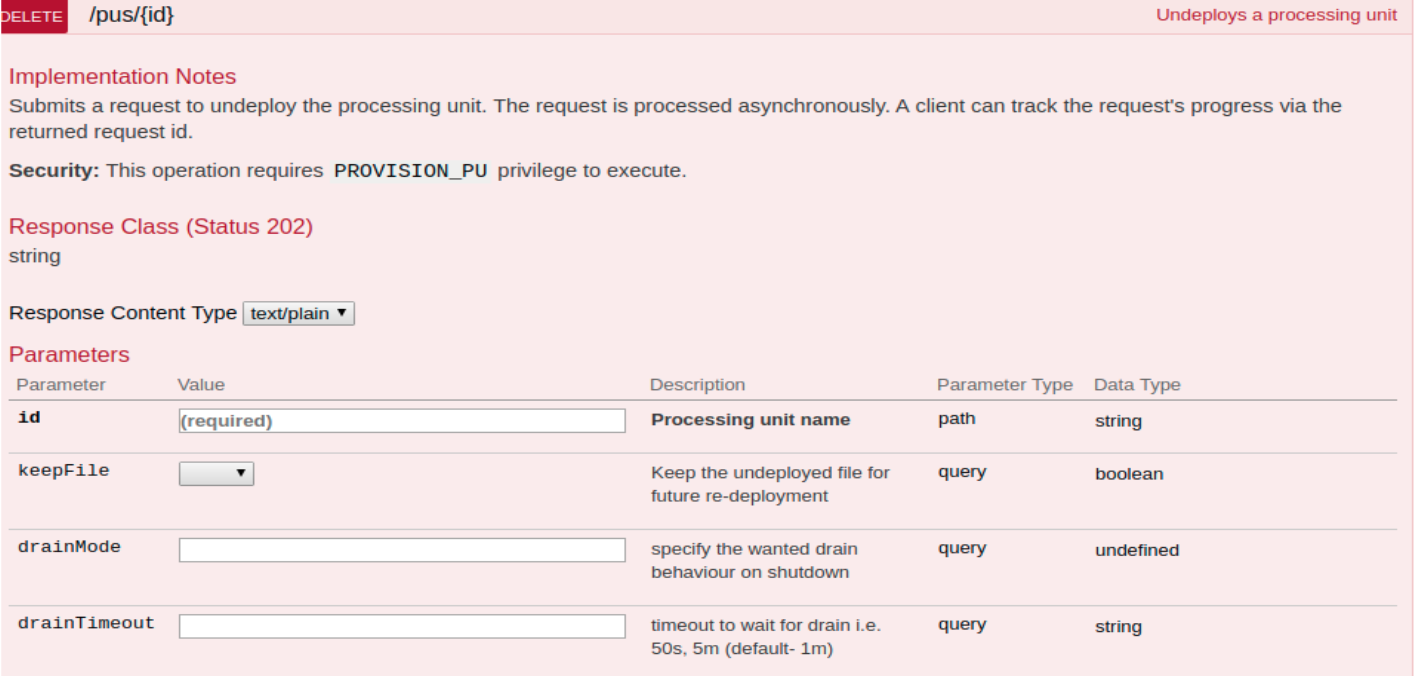 DELETE /pus/{id} Undeploys a processing unit
Implementation Notes
Submits a request to undeploy the processing unit. The request is processed asynchronously. A client can track the request's progress via the
returned request id.
Security: This operation requires PROVISION_PU privilege to execute.
Response Class (Status 202)
string
Response Content Type text/plain
Parameters
Parameter Value Description Parameter Type Data Type
id (required) Processing unit name path string
keepFile Keep the undeployed file for query boolean
future re-deployment
drainMode specify the wanted drain query undefined
behaviour on shutdown
drainTimeout timeout to wait for drain i.e. query string
50s, 5m (default- 1m)